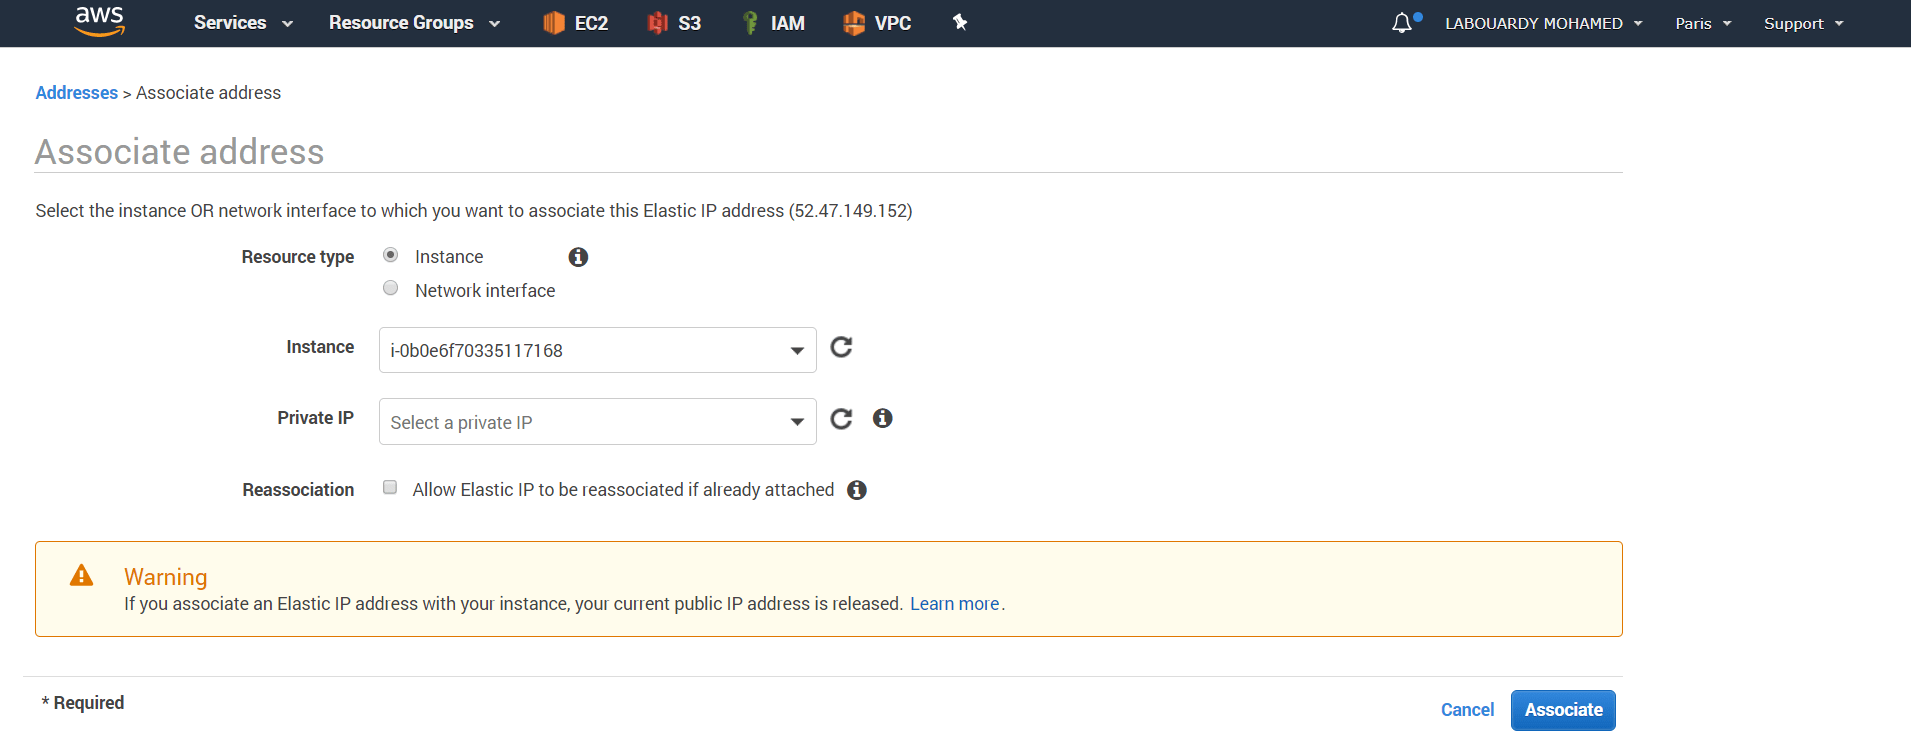 aws Services Resource Groups EC2 S3 IAM VPC LABOUARDY MOHAMED Paris Support
Addresses > Associate address
Associate address
Select the instance OR network interface to which you want to associate this Elastic IP address (52.47.149.152)
Resource type Instance
Network interface
Instance i-0b0e6f70335117168
Private IP Select a private IP
Reassociation Allow Elastic IP to be reassociated if already attached
Warning
If you associate an Elastic IP address with your instance, your current public IP address is released. Learn more.
* Required Cancel Associate